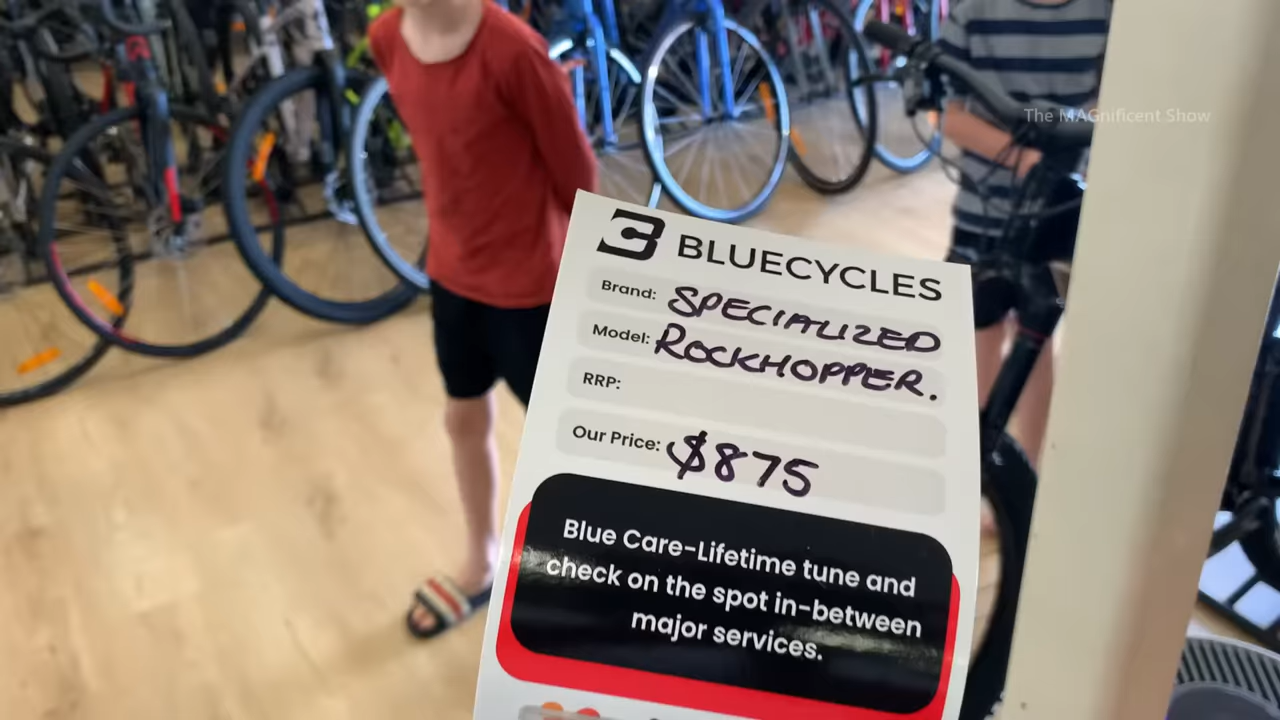 The MAGnificent Show
BLUECYCLES
Brand: SPECIALIZED
Model: ROCKHOPPER.
RRP:
Our Price: $875
Blue Care-Lifetime tune and
check on the spot in-between
major services.